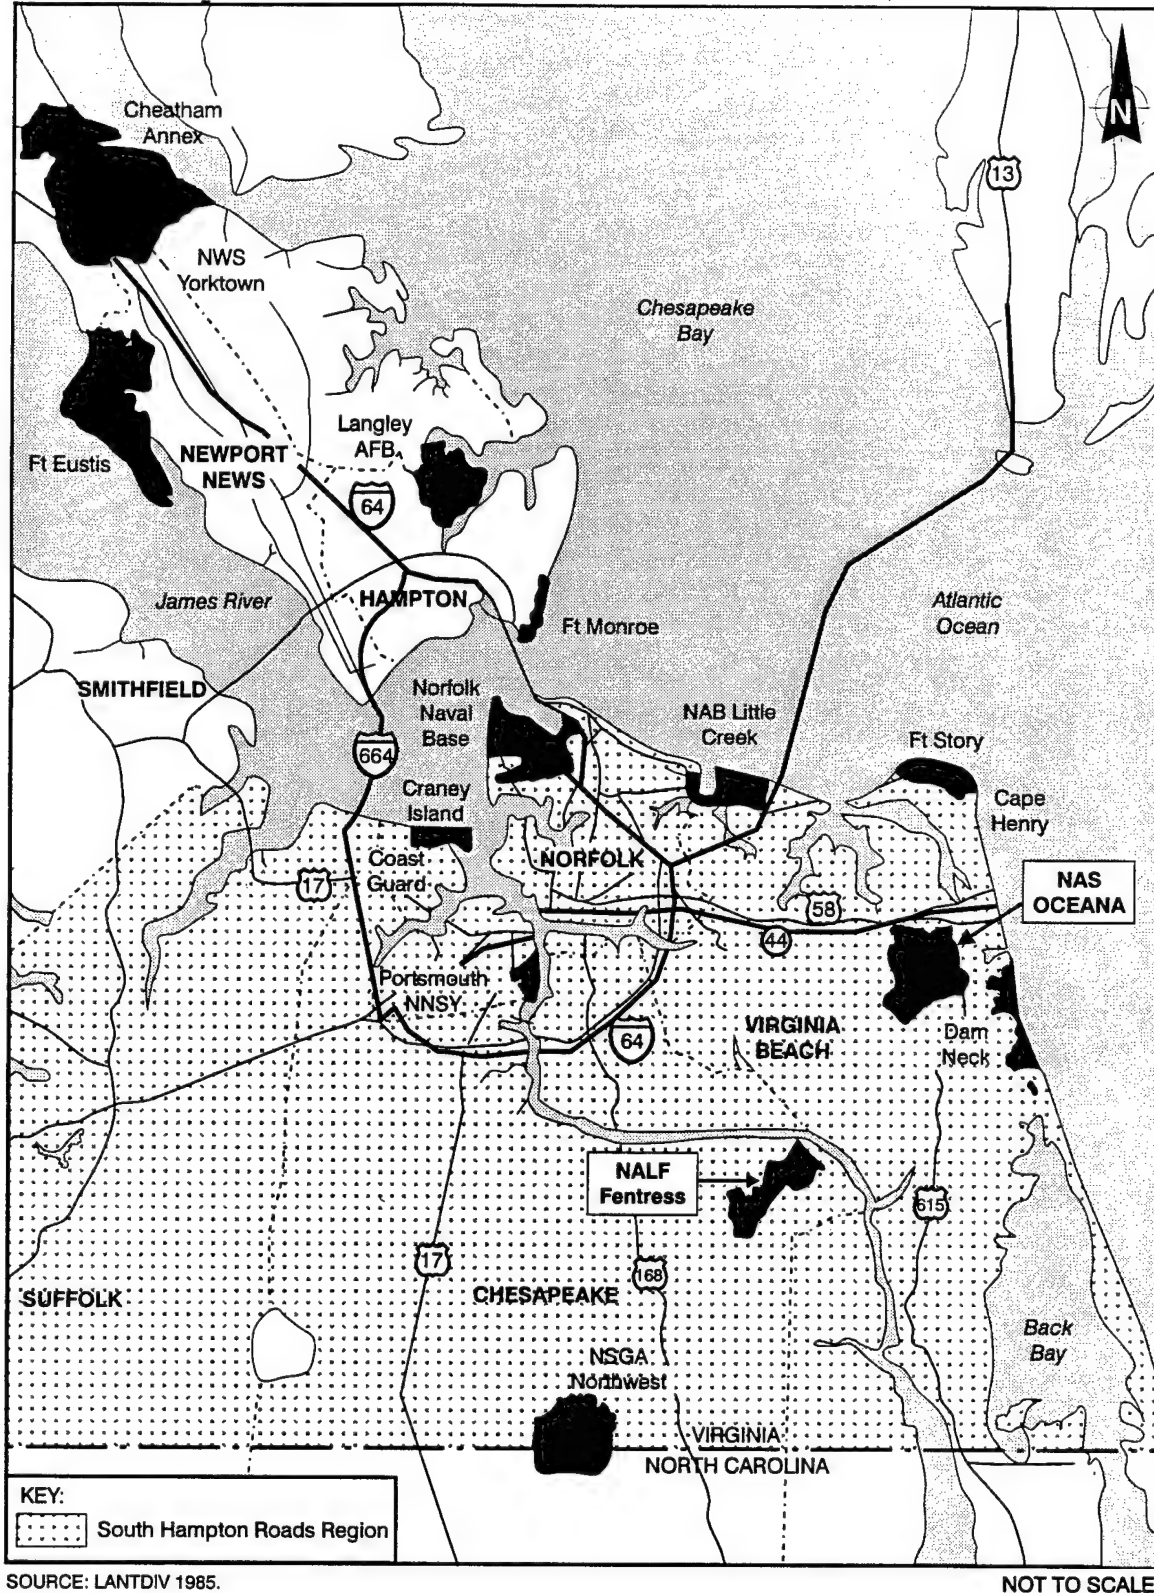 Cheatham
Annex
N
13
NWS
Yorktown
Chesapeake
Bay
Langley
AFB
NEWPORT
NEWS
Ft Eustis
64
James River
HAMPTON
Ft Monroe
Atlantic
Ocean
SMITHFIELD
Norfolk
Naval
Base
NAB Little
Creek
Ft Story
664
Craney
Island
Cape
Henry
NORFOLK
Coast
Guard
17
NAS
OCEANA
58
44
Portsmouth
NNSY
64
VIRGINIA
BEACH
Dam
Neck
NALF
Fentress
615
17
168
SUFFOLK
CHESAPEAKE
Back
Bay
NSGA
Northwest
VIRGINIA
NORTH CAROLINA
KEY:
South Hampton Roads Region
SOURCE: LANTDIV 1985.
NOT TO SCALE